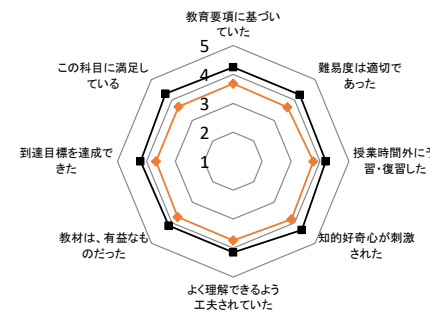 教育要項に基づい
ていた
難易度は適切で
あった
授業時間外に予
習・復習した
知的好奇心が刺激
された
よく理解できるよう
工夫されていた
教材は、有益なも
のだった
到達目標を達成で
きた
この科目に満足し
ている
5
4
3
2
1